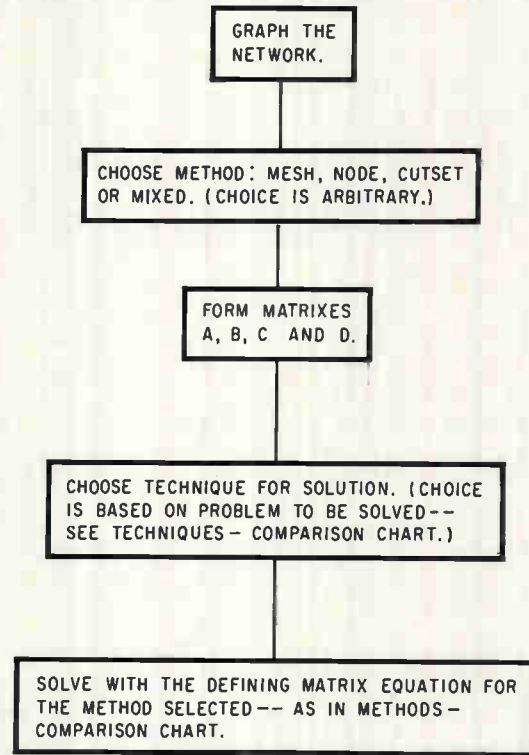 GRAPH THE
NETWORK.
CHOOSE METHOD: MESH, NODE, CUTSET
OR MIXED. (CHOICE IS ARBITRARY.)
FORM MATRIXES
A, B, C AND D.
CHOOSE TECHNIQUE FOR SOLUTION. (CHOICE
IS BASED ON PROBLEM TO BE SOLVED--
SEE TECHNIQUES- COMPARISON CHART.)
SOLVE WITH THE DEFINING MATRIX EQUATION FOR
THE METHOD SELECTED-- AS IN METHODS-
COMPARISON CHART.